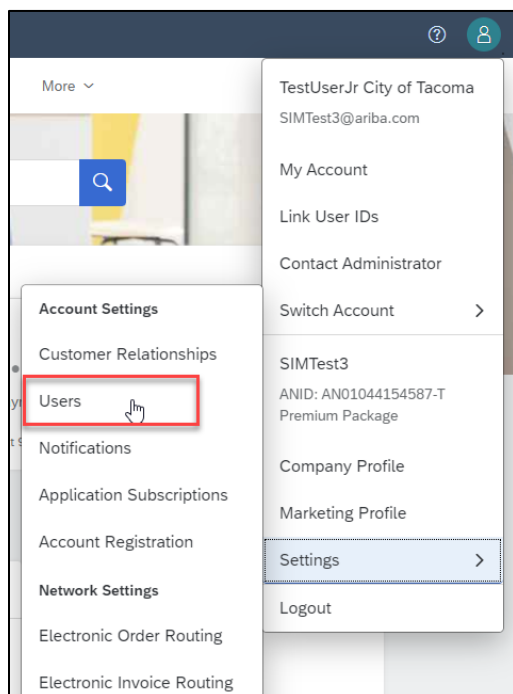 More
TestUserJr City of Tacoma
SIMTest3@ariba.com
My Account
Link User IDs
Contact Administrator
Switch Account
SIMTest3
ANID: AN01044154587-T
Premium Package
Company Profile
Marketing Profile
Settings
Logout
Account Settings
Customer Relationships
Users
Notifications
Application Subscriptions
Account Registration
Network Settings
Electronic Order Routing
Electronic Invoice Routing